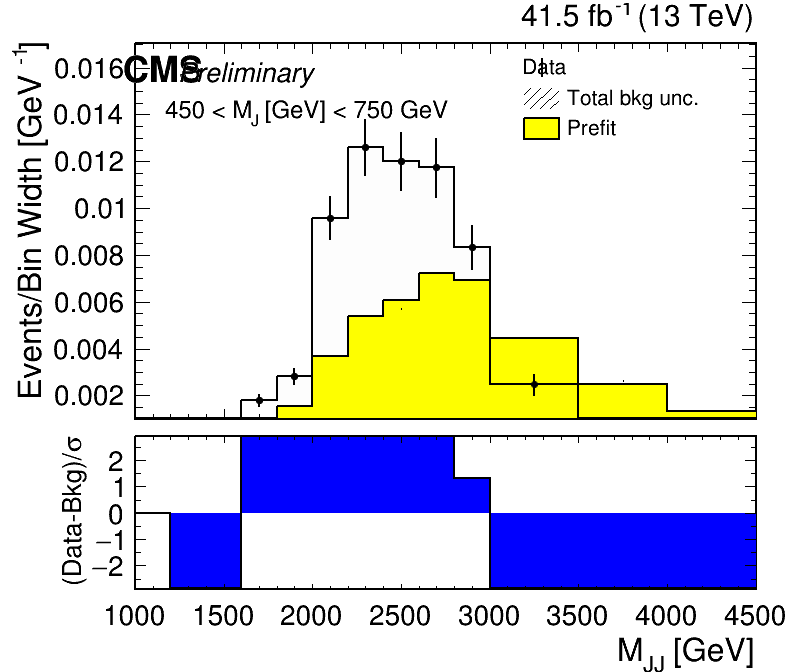 41.5 fb⁻¹ (13 TeV)
CMS Preliminary
450 < M_J [GeV] < 750 GeV
Data
Total bkg unc.
Prefit
Events/Bin Width [GeV⁻¹]
0.016
0.014
0.012
0.01
0.008
0.006
0.004
0.002
(Data-Bkg)/σ
2
1
0
−1
−2
1000 1500 2000 2500 3000 3500 4000 4500
M_JJ [GeV]